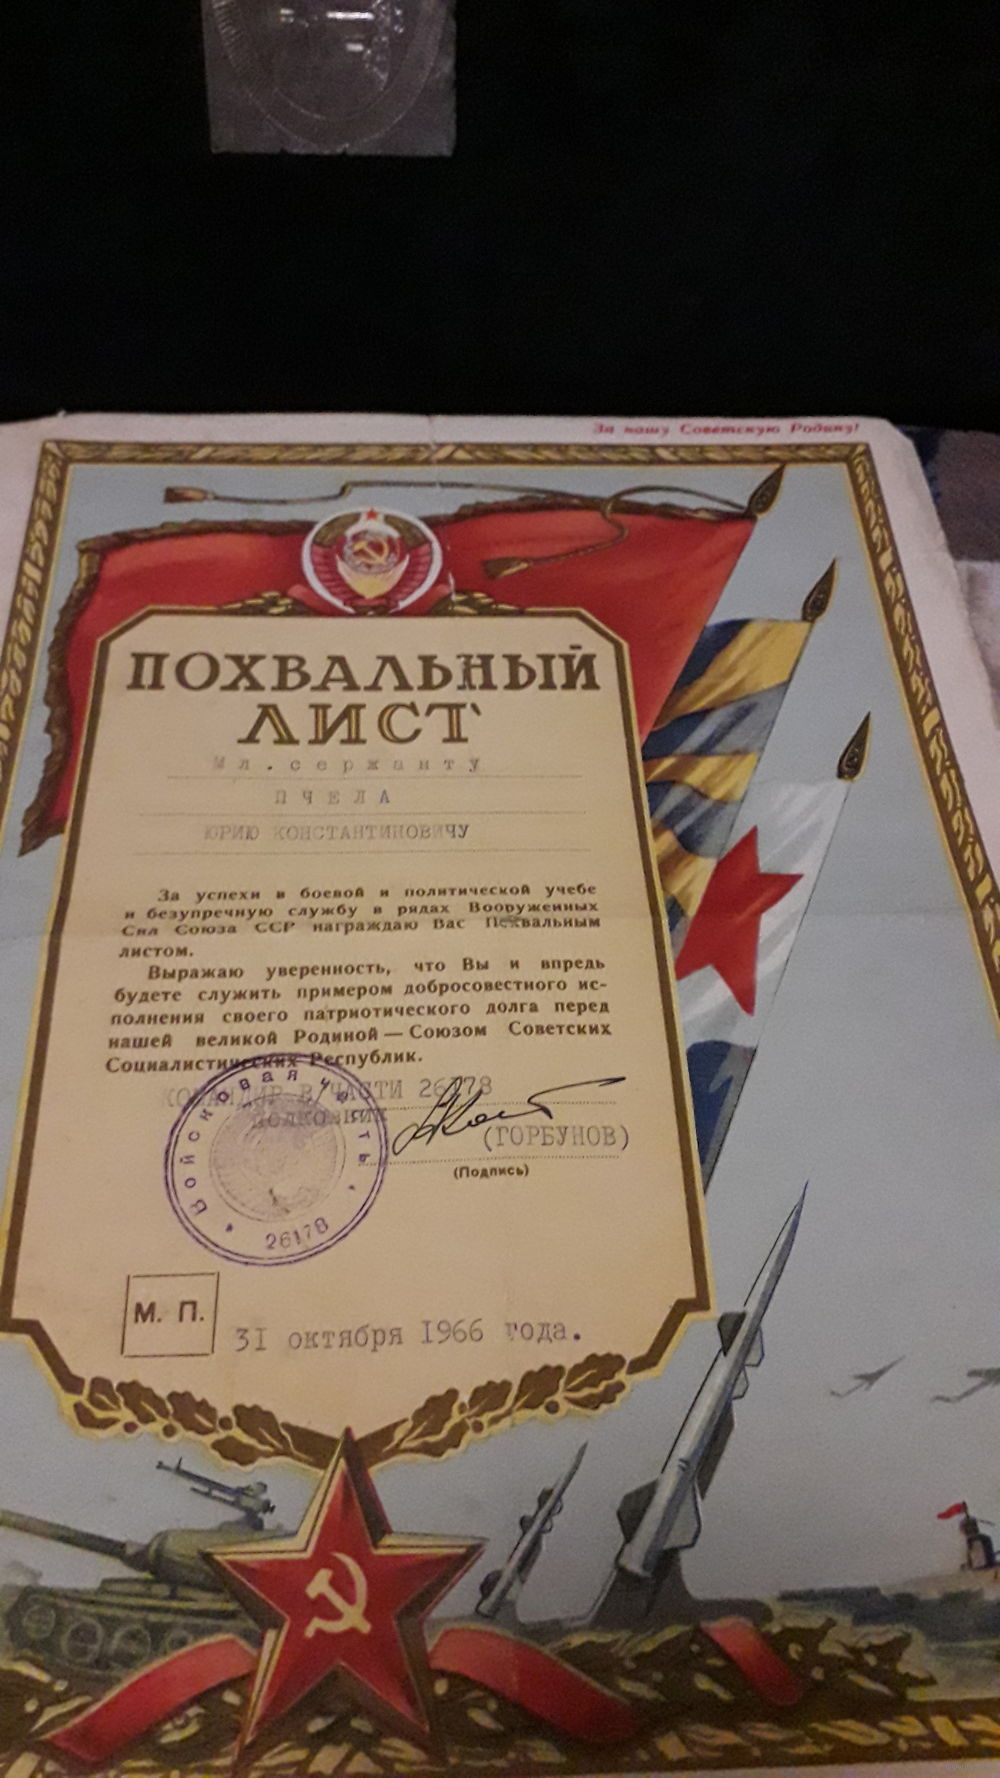 За нашу Советскую Родину!
ПОХВАЛЬНЫЙ
ЛИСТ
Мл.сержанту
ПЧЕЛА
ЮРИЮ КОНСТАНТИНОВИЧУ
За успехи в боевой и политической учебе
и безупречную службу в рядах Вооруженных
Сил Союза ССР награждаю Вас Похвальным
листом.
Выражаю уверенность, что Вы и впредь
будете служить примером добросовестного ис-
полнения своего патриотического долга перед
нашей великой Родиной — Союзом Советских
Социалистических Республик.
КОМАНДИР В/ЧАСТИ 26178
ПОЛКОВНИК
(ГОРБУНОВ)
(Подпись)
Войсковая часть
26178
М. П.
31 октября 1966 года.